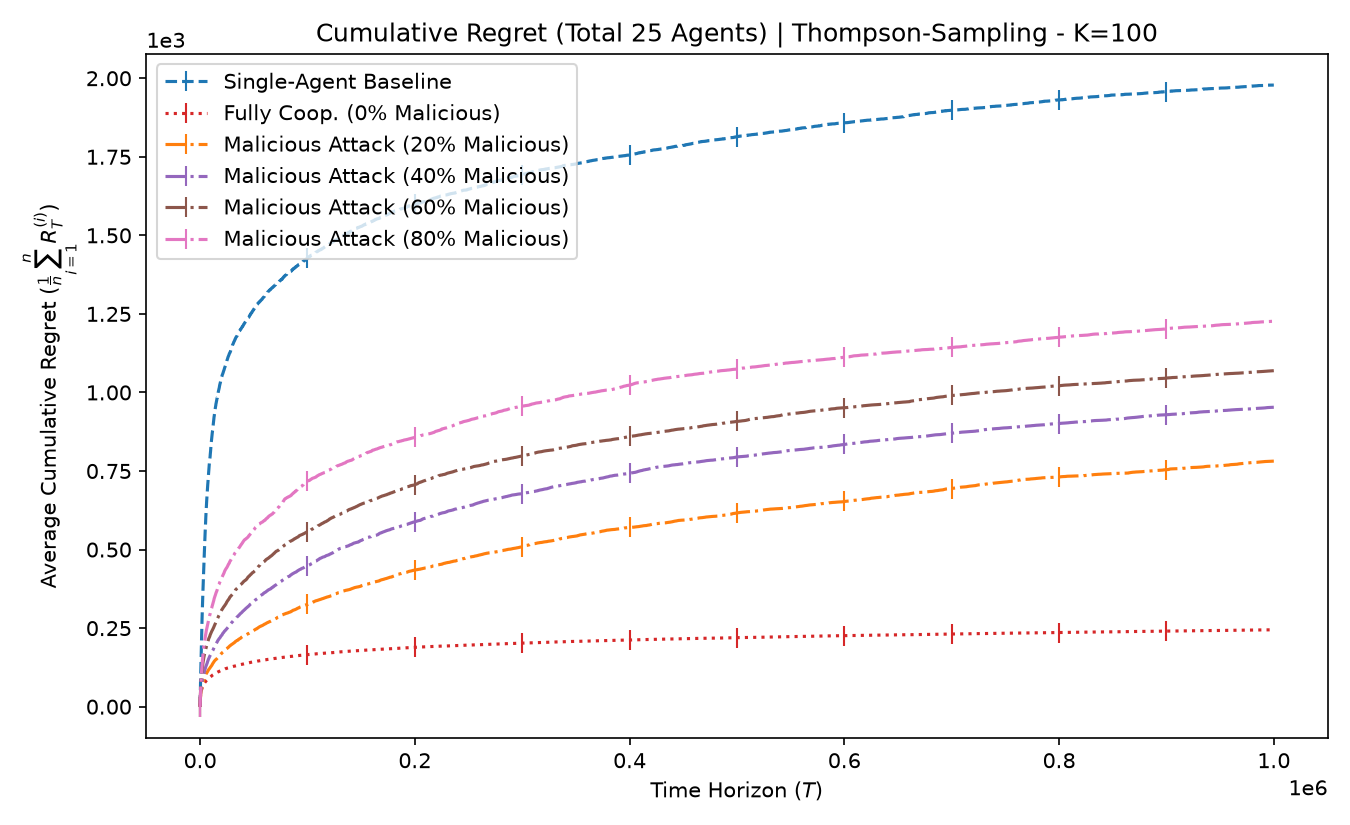 Cumulative Regret (Total 25 Agents) | Thompson-Sampling - K=100
1e3
2.00
1.75
1.50
1.25
1.00
0.75
0.50
0.25
0.00
Average Cumulative Regret ($\frac{1}{n}\sum_{i=1}^{n} R_T^{(i)}$)
Single-Agent Baseline
Fully Coop. (0% Malicious)
Malicious Attack (20% Malicious)
Malicious Attack (40% Malicious)
Malicious Attack (60% Malicious)
Malicious Attack (80% Malicious)
0.0 0.2 0.4 0.6 0.8 1.0
1e6
Time Horizon (T)